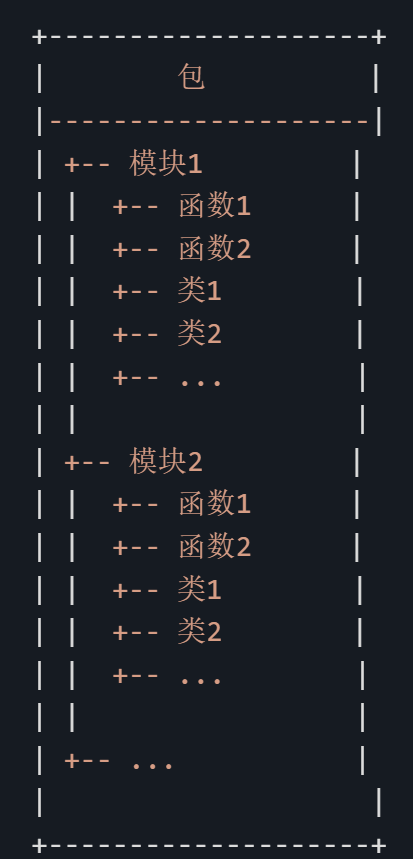 +--------------------+
|        包          |
|--------------------|
| +-- 模块1         |
| |  +-- 函数1      |
| |  +-- 函数2      |
| |  +-- 类1        |
| |  +-- 类2        |
| |  +-- ...        |
| |                 |
| +-- 模块2         |
| |  +-- 函数1      |
| |  +-- 函数2      |
| |  +-- 类1        |
| |  +-- 类2        |
| |  +-- ...        |
| |                 |
| +-- ...           |
|                    |
+--------------------+